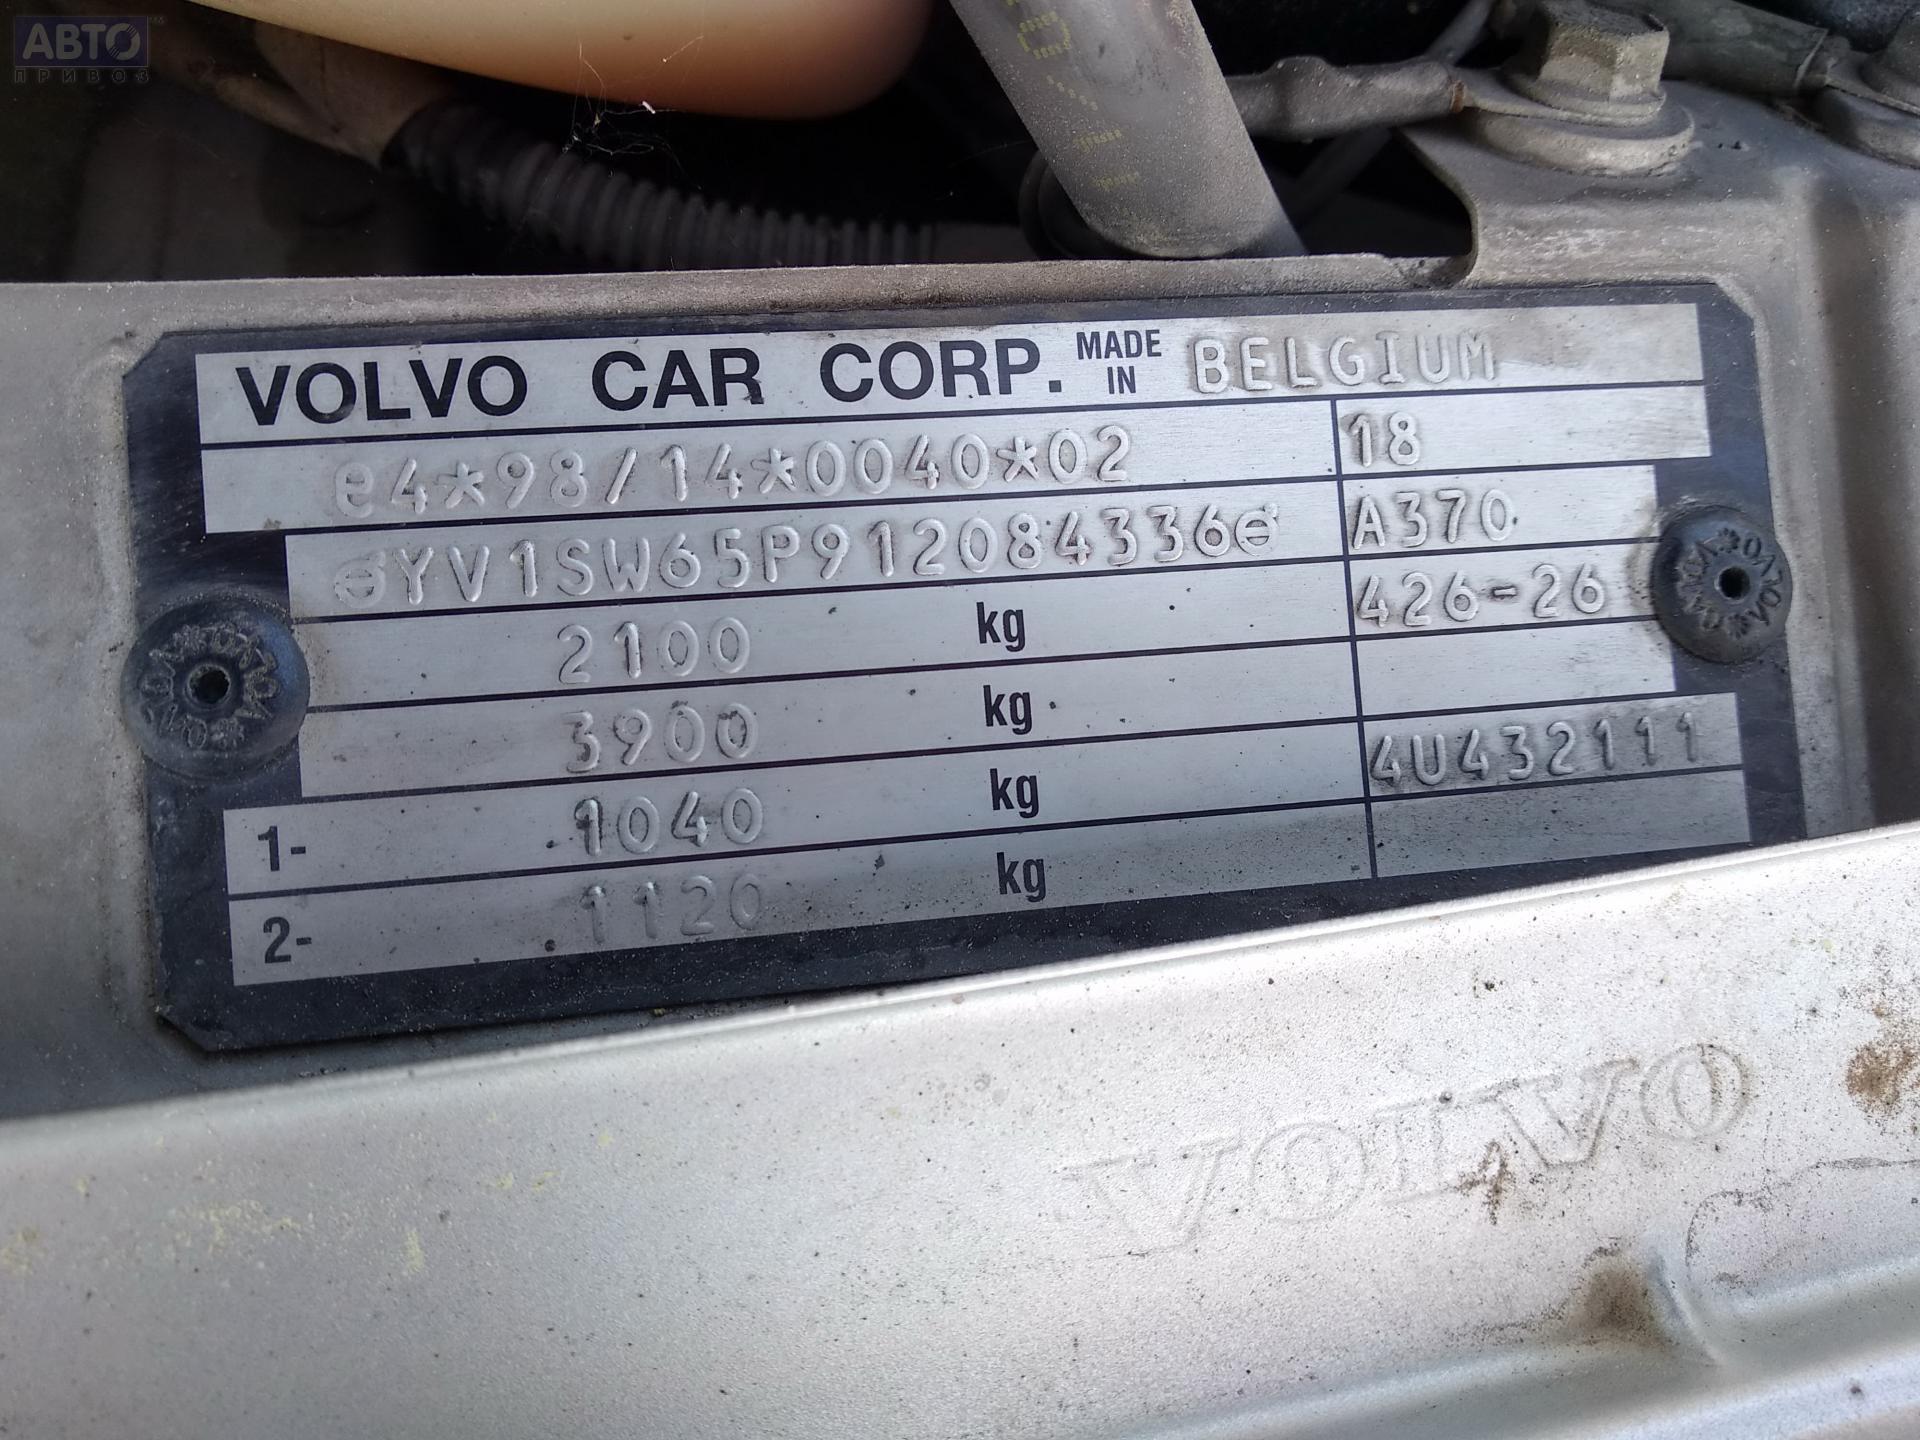 АВТО™
ПРИВОЗ
VOLVO CAR CORP. MADE IN BELGIUM
e4*98/14*0040*02 18
YV1SW65P912084336 A370
2100 kg 426-26
3900 kg
1- 1040 kg 4U432111
2- 1120 kg
VOLVO